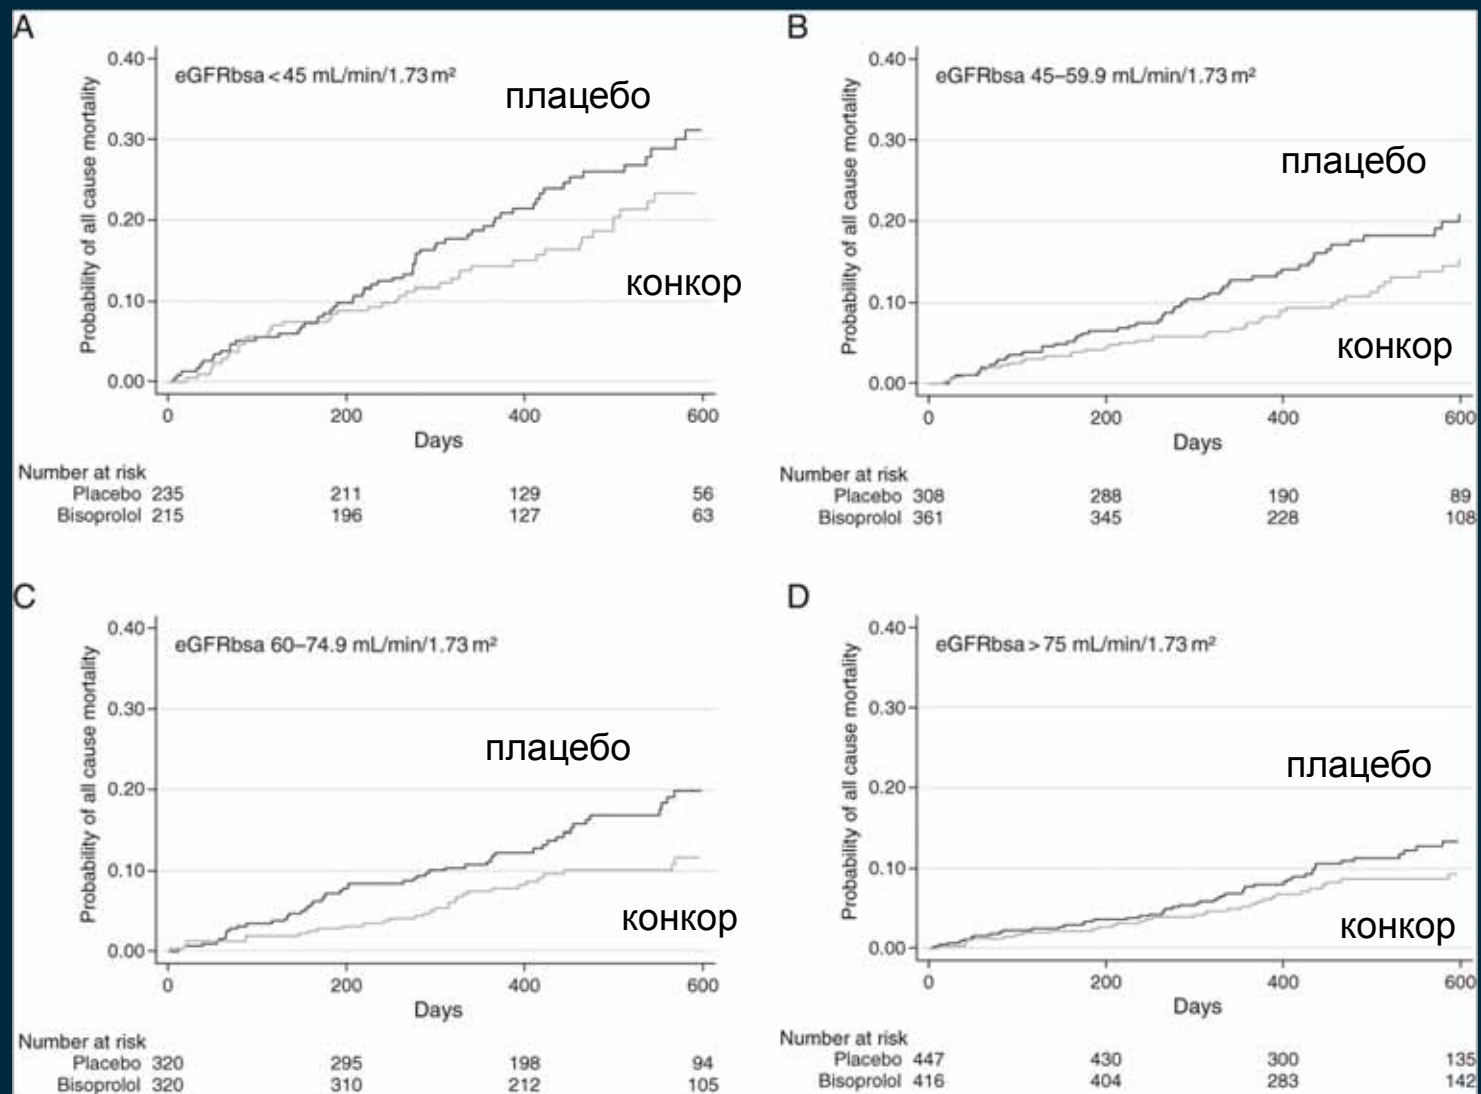 A
Probability of all cause mortality
0.40
0.30
0.20
0.10
0.00
eGFRbsa < 45 mL/min/1.73 m²
плацебо
конкор
0 200 400 600
Days
Number at risk
Placebo 235 211 129 56
Bisoprolol 215 196 127 63
B
Probability of all cause mortality
0.40
0.30
0.20
0.10
0.00
eGFRbsa 45–59.9 mL/min/1.73 m²
плацебо
конкор
0 200 400 600
Days
Number at risk
Placebo 308 288 190 89
Bisoprolol 361 345 228 108
C
Probability of all cause mortality
0.40
0.30
0.20
0.10
0.00
eGFRbsa 60–74.9 mL/min/1.73 m²
плацебо
конкор
0 200 400 600
Days
Number at risk
Placebo 320 295 198 94
Bisoprolol 320 310 212 105
D
Probability of all cause mortality
0.40
0.30
0.20
0.10
0.00
eGFRbsa > 75 mL/min/1.73 m²
плацебо
конкор
0 200 400 600
Days
Number at risk
Placebo 447 430 300 135
Bisoprolol 416 404 283 142